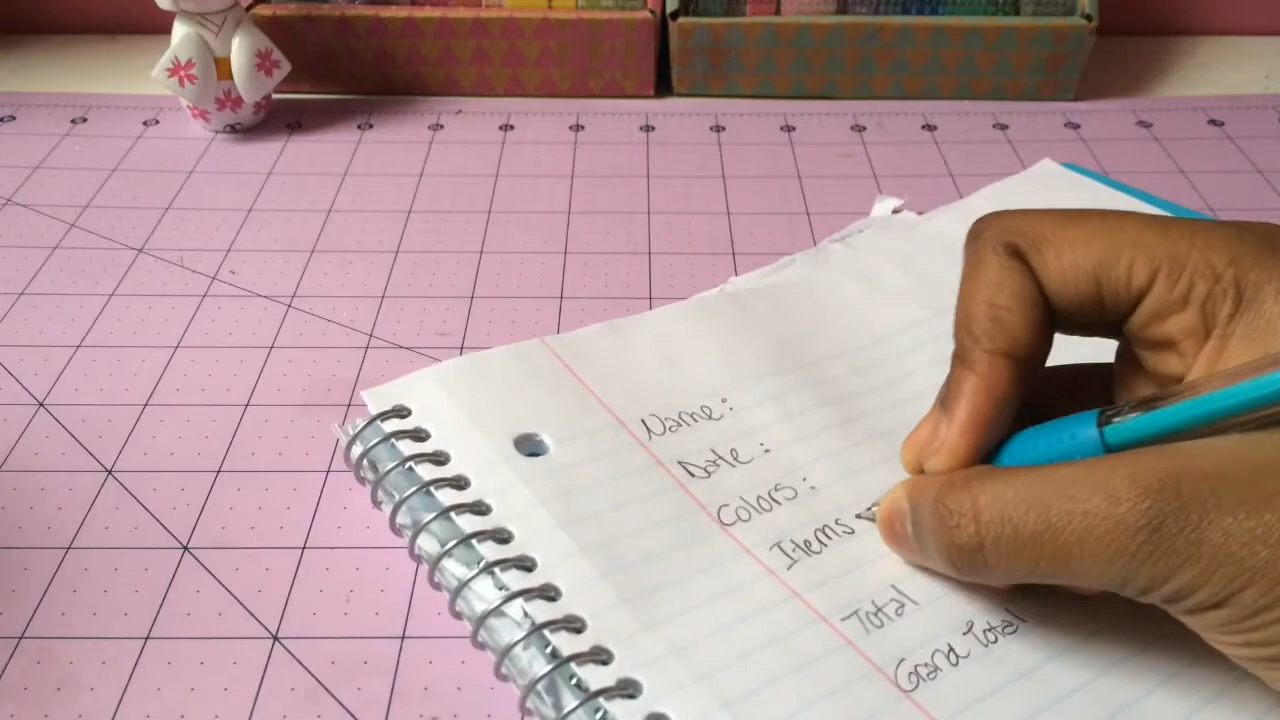 Name:
Date:
Colors:
Items
Total
Grand Total